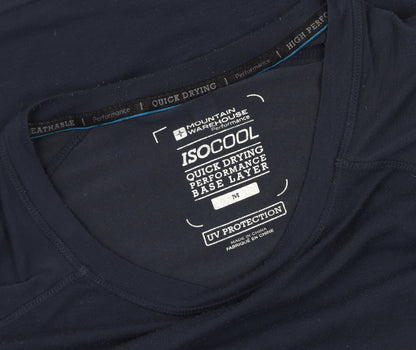 EATHABLE | Performance | QUICK DRYING | Performance | HIGH PERFO
MOUNTAIN
WAREHOUSE
Performance
ISOCOOL
QUICK DRYING
PERFORMANCE
BASE LAYER
M
UV PROTECTION
MADE IN CHINA
FABRIQUÉ EN CHINE